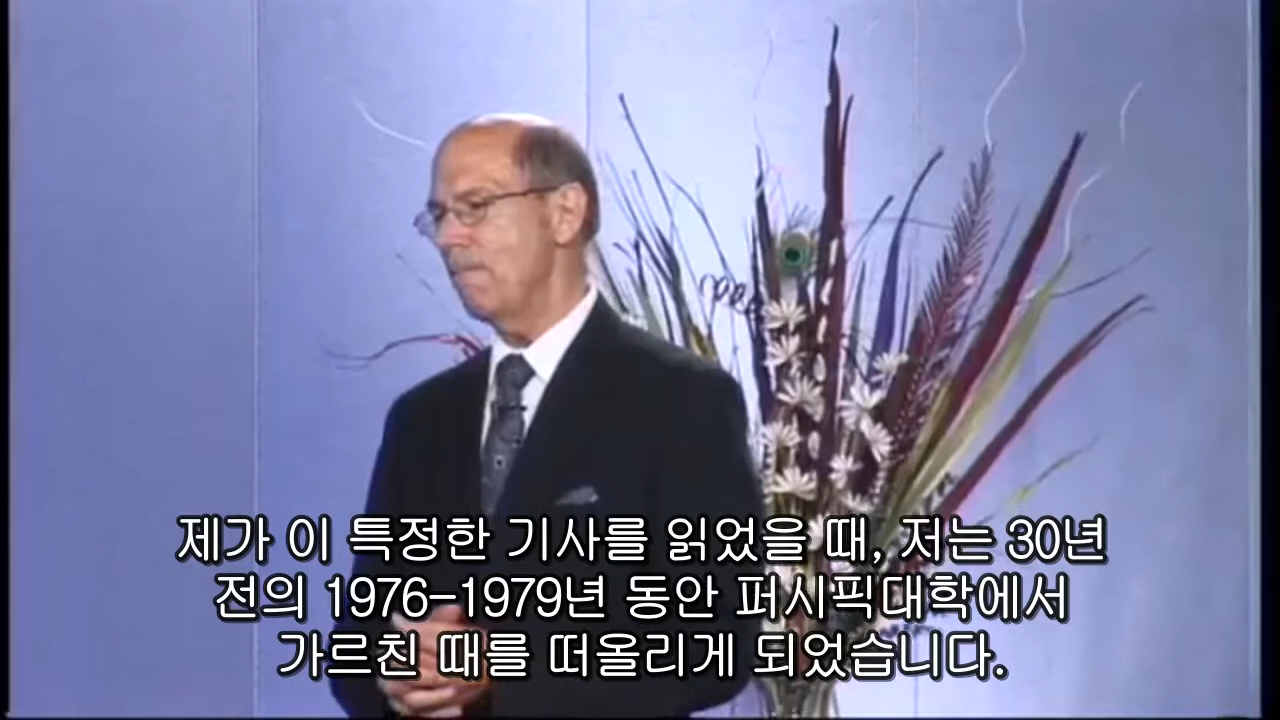 제가 이 특정한 기사를 읽었을 때, 저는 30년
전의 1976-1979년 동안 퍼시픽대학에서
가르친 때를 떠올리게 되었습니다.